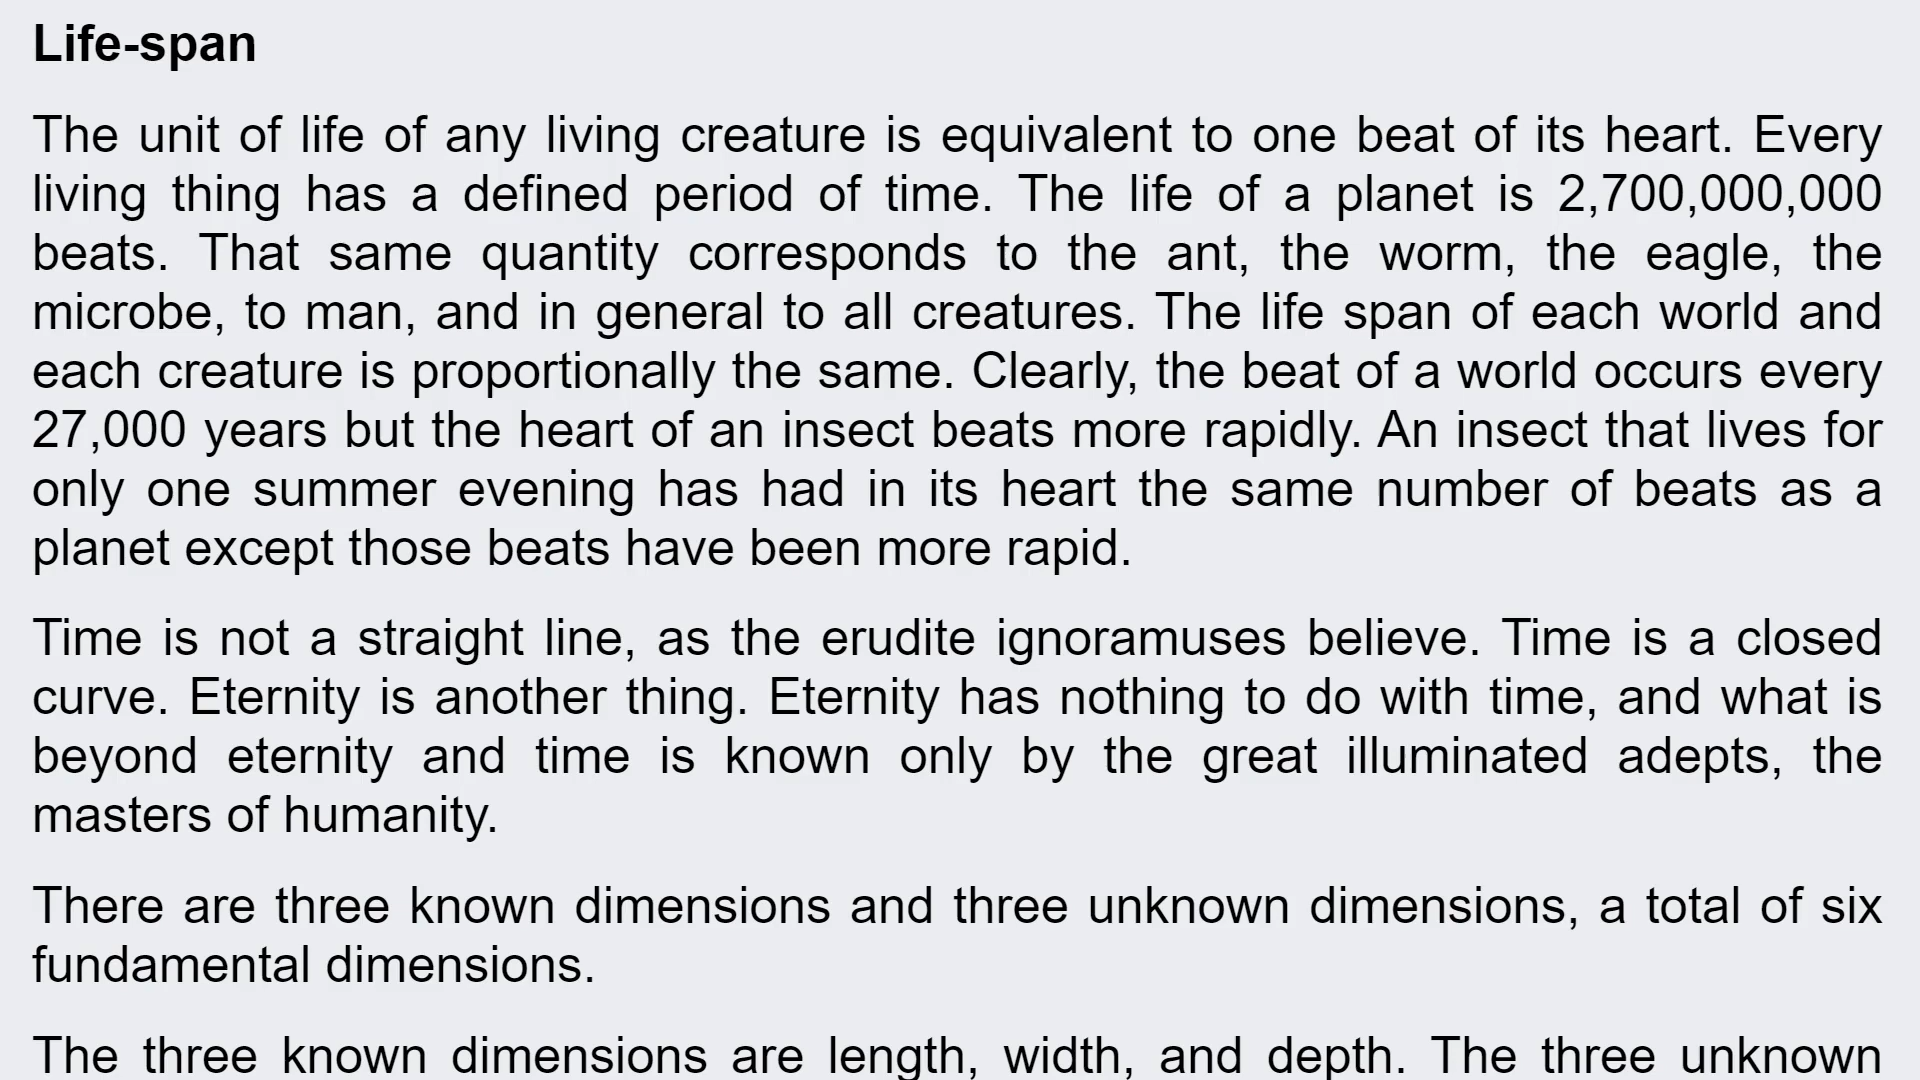 Life-span
The unit of life of any living creature is equivalent to one beat of its heart. Every
living thing has a defined period of time. The life of a planet is 2,700,000,000
beats. That same quantity corresponds to the ant, the worm, the eagle, the
microbe, to man, and in general to all creatures. The life span of each world and
each creature is proportionally the same. Clearly, the beat of a world occurs every
27,000 years but the heart of an insect beats more rapidly. An insect that lives for
only one summer evening has had in its heart the same number of beats as a
planet except those beats have been more rapid.
Time is not a straight line, as the erudite ignoramuses believe. Time is a closed
curve. Eternity is another thing. Eternity has nothing to do with time, and what is
beyond eternity and time is known only by the great illuminated adepts, the
masters of humanity.
There are three known dimensions and three unknown dimensions, a total of six
fundamental dimensions.
The three known dimensions are length, width, and depth. The three unknown